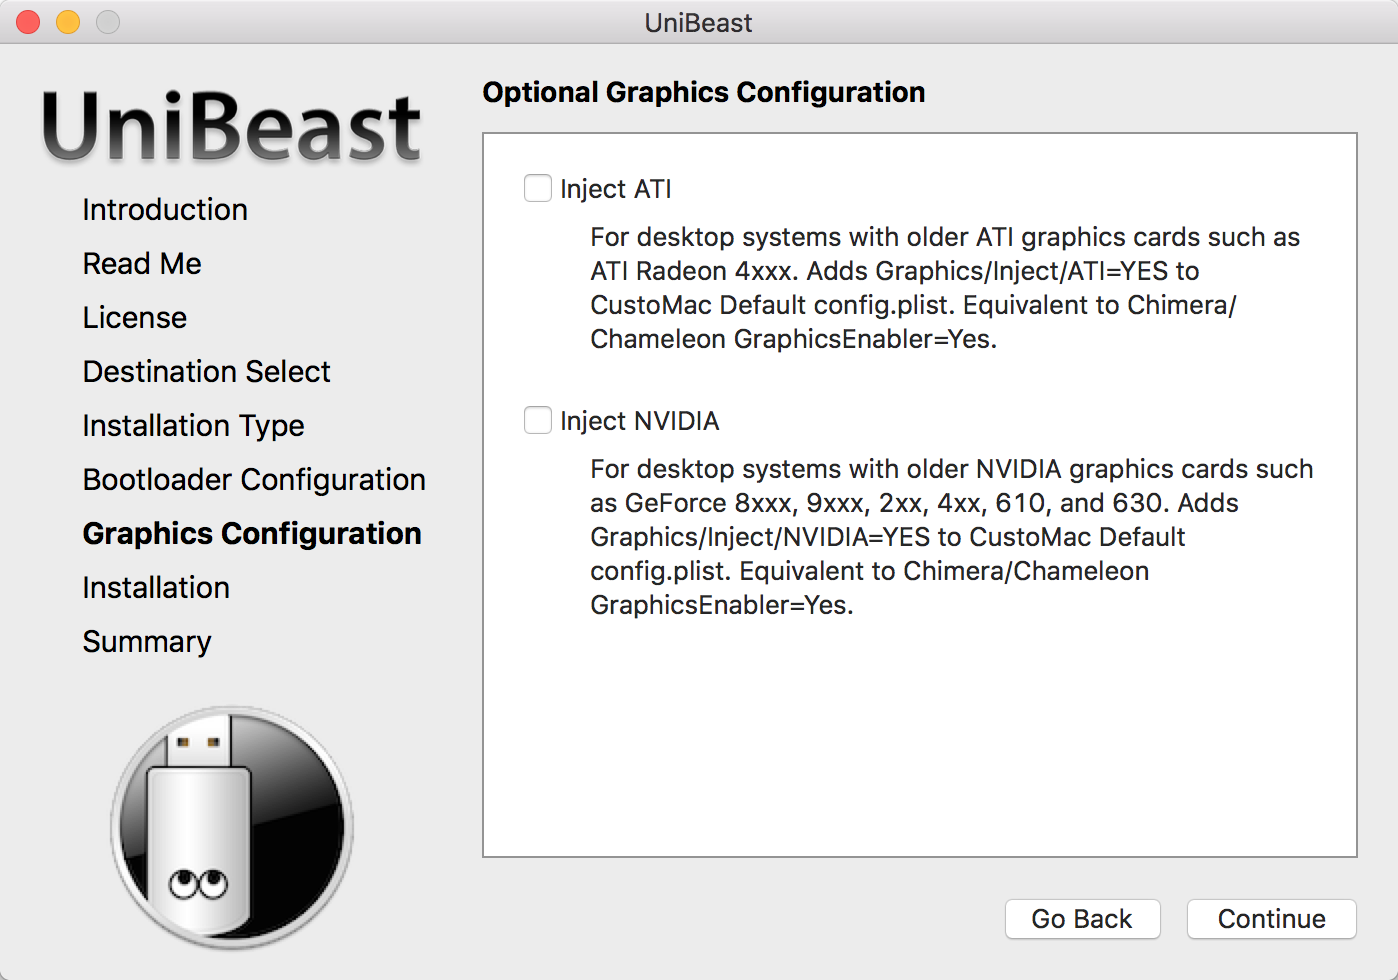 UniBeast
UniBeast
Introduction
Read Me
License
Destination Select
Installation Type
Bootloader Configuration
Graphics Configuration
Installation
Summary
Optional Graphics Configuration
Inject ATI
For desktop systems with older ATI graphics cards such as
ATI Radeon 4xxx. Adds Graphics/Inject/ATI=YES to
CustoMac Default config.plist. Equivalent to Chimera/
Chameleon GraphicsEnabler=Yes.
Inject NVIDIA
For desktop systems with older NVIDIA graphics cards such
as GeForce 8xxx, 9xxx, 2xx, 4xx, 610, and 630. Adds
Graphics/Inject/NVIDIA=YES to CustoMac Default
config.plist. Equivalent to Chimera/Chameleon
GraphicsEnabler=Yes.
Go Back
Continue